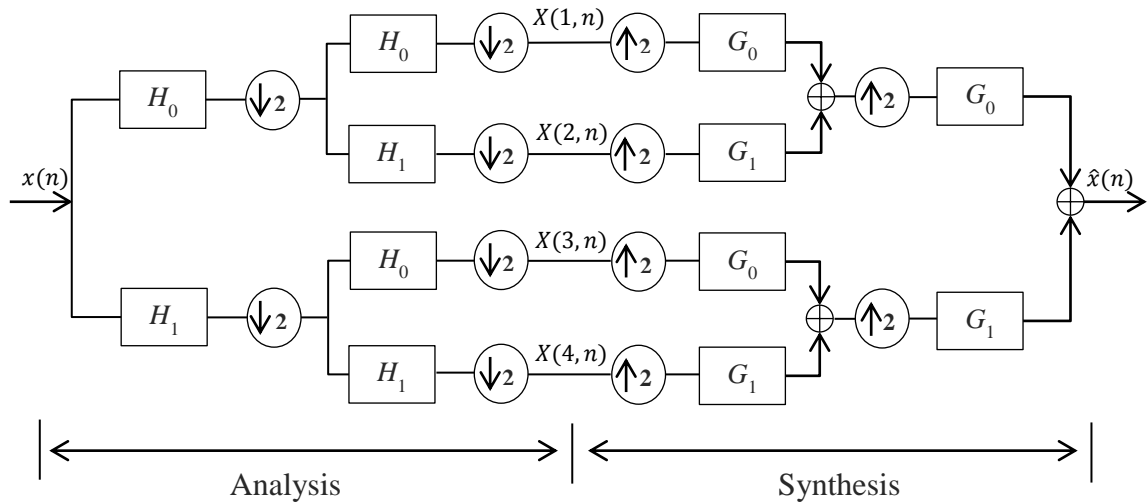 X(1, n)
H₀ ↓2 ↑2 G₀
H₀ ↓2 ↑2 G₀
X(2, n)
H₁ ↓2 ↑2 G₁
x(n) x̂(n)
X(3, n)
H₀ ↓2 ↑2 G₀
H₁ ↓2 ↑2 G₁
X(4, n)
H₁ ↓2 ↑2 G₁
Analysis Synthesis